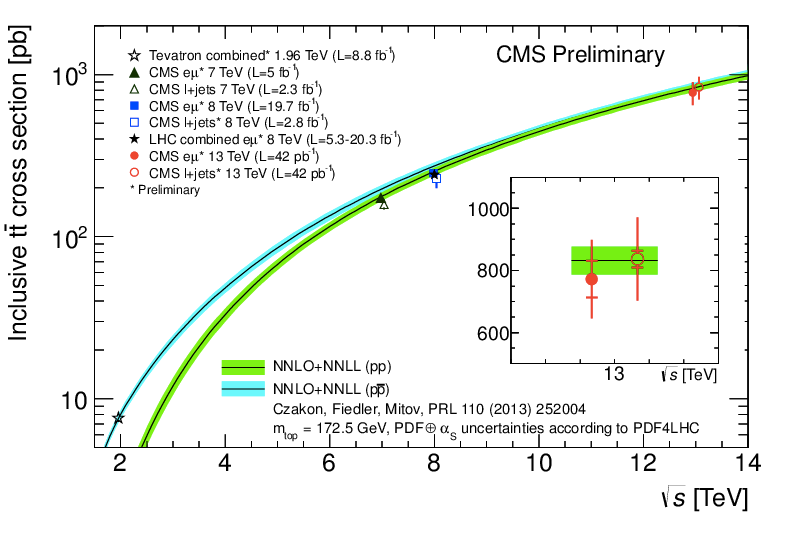 CMS Preliminary
Inclusive tt̄ cross section [pb]
10³
10²
10
Tevatron combined* 1.96 TeV (L=8.8 fb⁻¹)
CMS eμ* 7 TeV (L=5 fb⁻¹)
CMS l+jets 7 TeV (L=2.3 fb⁻¹)
CMS eμ* 8 TeV (L=19.7 fb⁻¹)
CMS l+jets* 8 TeV (L=2.8 fb⁻¹)
LHC combined eμ* 8 TeV (L=5.3-20.3 fb⁻¹)
CMS eμ* 13 TeV (L=42 pb⁻¹)
CMS l+jets* 13 TeV (L=42 pb⁻¹)
* Preliminary
1000
800
600
13
√s [TeV]
NNLO+NNLL (pp)
NNLO+NNLL (pp̄)
Czakon, Fiedler, Mitov, PRL 110 (2013) 252004
m_top = 172.5 GeV, PDF⊕ α_S uncertainties according to PDF4LHC
2 4 6 8 10 12 14
√s [TeV]